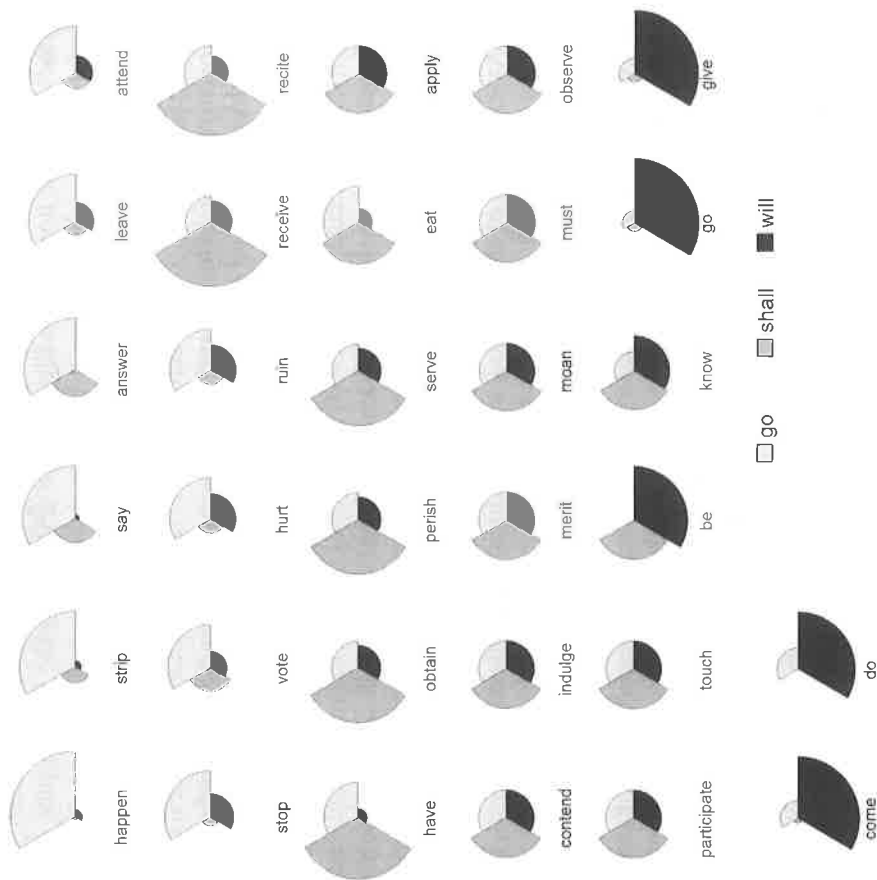 happen strip say answer leave attend
stop vote hurt ruin receive recite
have obtain perish serve eat apply
contend indulge merit moan must observe
participate touch be know go give
go shall will
come do